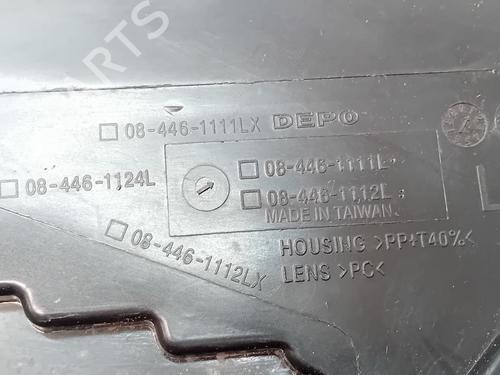 PARTS
□ 08-446-1111LX DEPO
□ 08-446-1124L
□ 08-446-1111L
□ 08-446-1112L
MADE IN TAIWAN
□ 08-446-1112LX
HOUSING >PP+T40%<
LENS >PC<
L